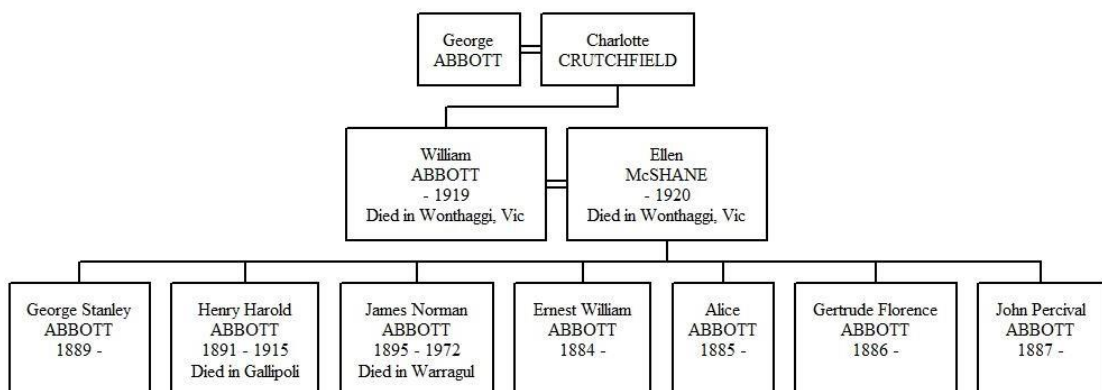 George
ABBOTT
Charlotte
CRUTCHFIELD
William
ABBOTT
- 1919
Died in Wonthaggi, Vic
Ellen
McSHANE
- 1920
Died in Wonthaggi, Vic
George Stanley
ABBOTT
1889 -
Henry Harold
ABBOTT
1891 - 1915
Died in Gallipoli
James Norman
ABBOTT
1895 - 1972
Died in Warragul
Ernest William
ABBOTT
1884 -
Alice
ABBOTT
1885 -
Gertrude Florence
ABBOTT
1886 -
John Percival
ABBOTT
1887 -